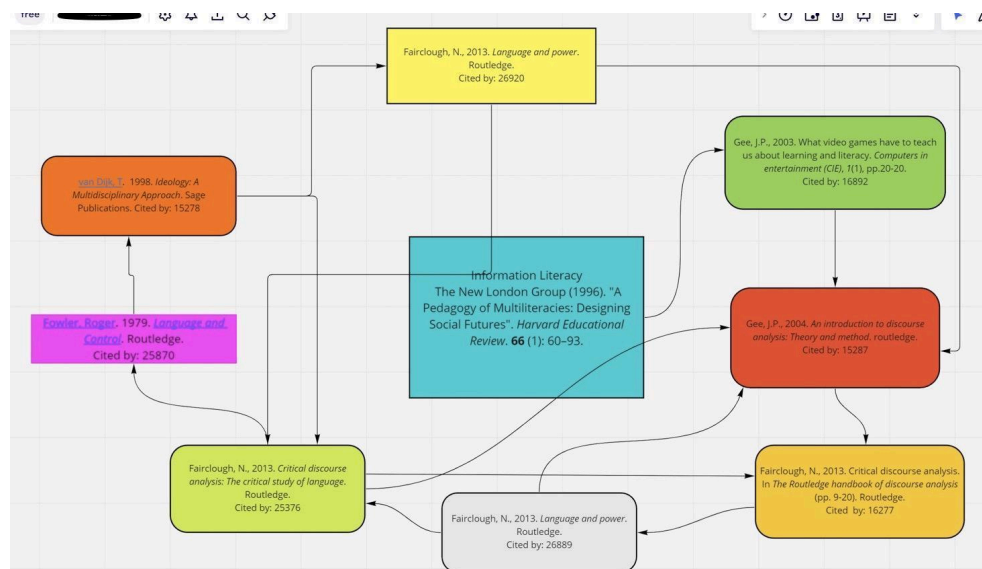 free
Fairclough, N., 2013. Language and power.
Routledge.
Cited by: 26920
Gee, J.P., 2003. What video games have to teach
us about learning and literacy. Computers in
entertainment (CIE), 1(1), pp.20-20.
Cited by: 16892
van Dijk, T. 1998. Ideology: A
Multidisciplinary Approach. Sage
Publications. Cited by: 15278
Information Literacy
The New London Group (1996). "A
Pedagogy of Multiliteracies: Designing
Social Futures". Harvard Educational
Review. 66 (1): 60–93.
Fowler, Roger. 1979. Language and
Control. Routledge.
Cited by: 25870
Gee, J.P., 2004. An introduction to discourse
analysis: Theory and method. routledge.
Cited by: 15287
Fairclough, N., 2013. Critical discourse
analysis: The critical study of language.
Routledge.
Cited by: 25376
Fairclough, N., 2013. Critical discourse analysis.
In The Routledge handbook of discourse analysis
(pp. 9-20). Routledge.
Cited by: 16277
Fairclough, N., 2013. Language and power.
Routledge.
Cited by: 26889